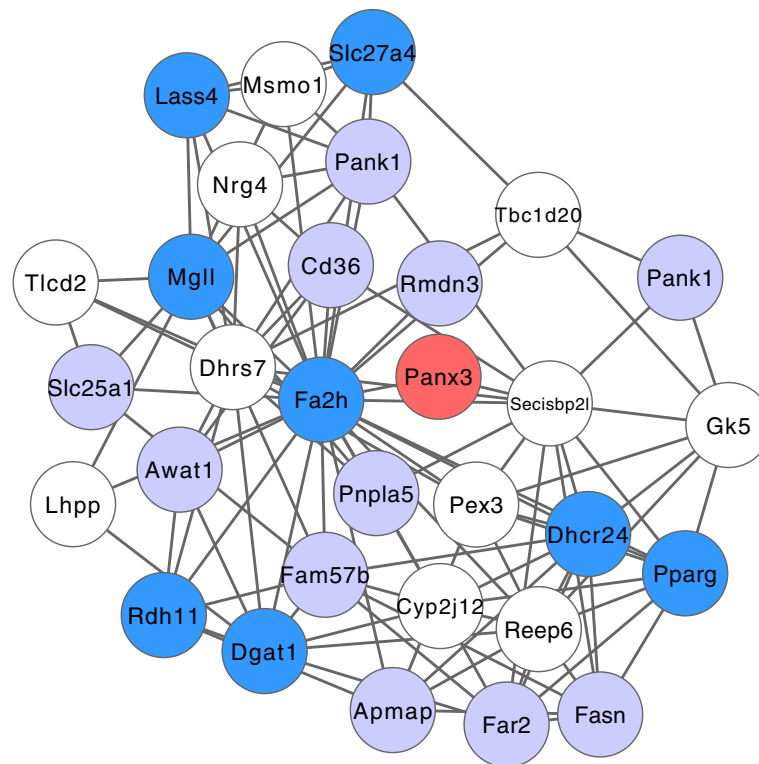 Slc27a4
Msmo1
Lass4
Pank1
Nrg4
Tbc1d20
Cd36
Mgll
Rmdn3
Pank1
Tlcd2
Dhrs7
Panx3
Slc25a1
Fa2h
Secisbp2l
Gk5
Awat1
Pnpla5
Pex3
Lhpp
Dhcr24
Pparg
Fam57b
Cyp2j12
Rdh11
Reep6
Dgat1
Apmap
Far2
Fasn